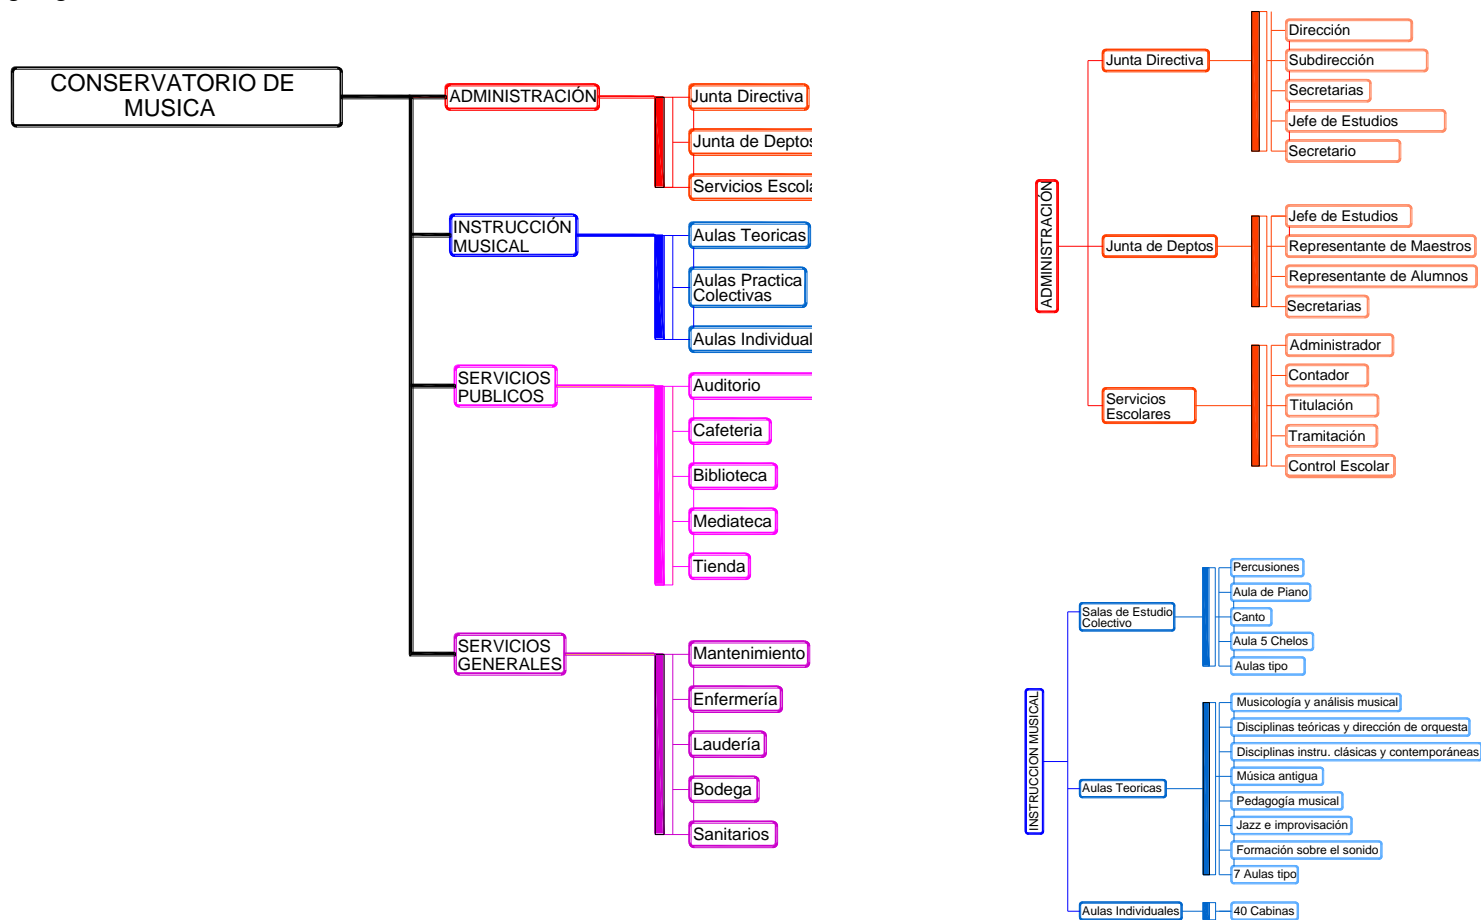 CONSERVATORIO DE
MUSICA
ADMINISTRACIÓN
Junta Directiva
Junta de Deptos
Servicios Escola
INSTRUCCIÓN
MUSICAL
Aulas Teoricas
Aulas Practica
Colectivas
Aulas Individual
SERVICIOS
PUBLICOS
Auditorio
Cafeteria
Biblioteca
Mediateca
Tienda
SERVICIOS
GENERALES
Mantenimiento
Enfermería
Laudería
Bodega
Sanitarios
ADMINISTRACIÓN
Junta Directiva
Dirección
Subdirección
Secretarias
Jefe de Estudios
Secretario
Junta de Deptos
Jefe de Estudios
Representante de Maestros
Representante de Alumnos
Secretarias
Servicios
Escolares
Administrador
Contador
Titulación
Tramitación
Control Escolar
INSTRUCCION MUSICAL
Salas de Estudio
Colectivo
Percusiones
Aula de Piano
Canto
Aula 5 Chelos
Aulas tipo
Aulas Teoricas
Musicología y análisis musical
Disciplinas teóricas y dirección de orquesta
Disciplinas instru. clásicas y contemporáneas
Música antigua
Pedagogía musical
Jazz e improvisación
Formación sobre el sonido
7 Aulas tipo
Aulas Individuales
40 Cabinas